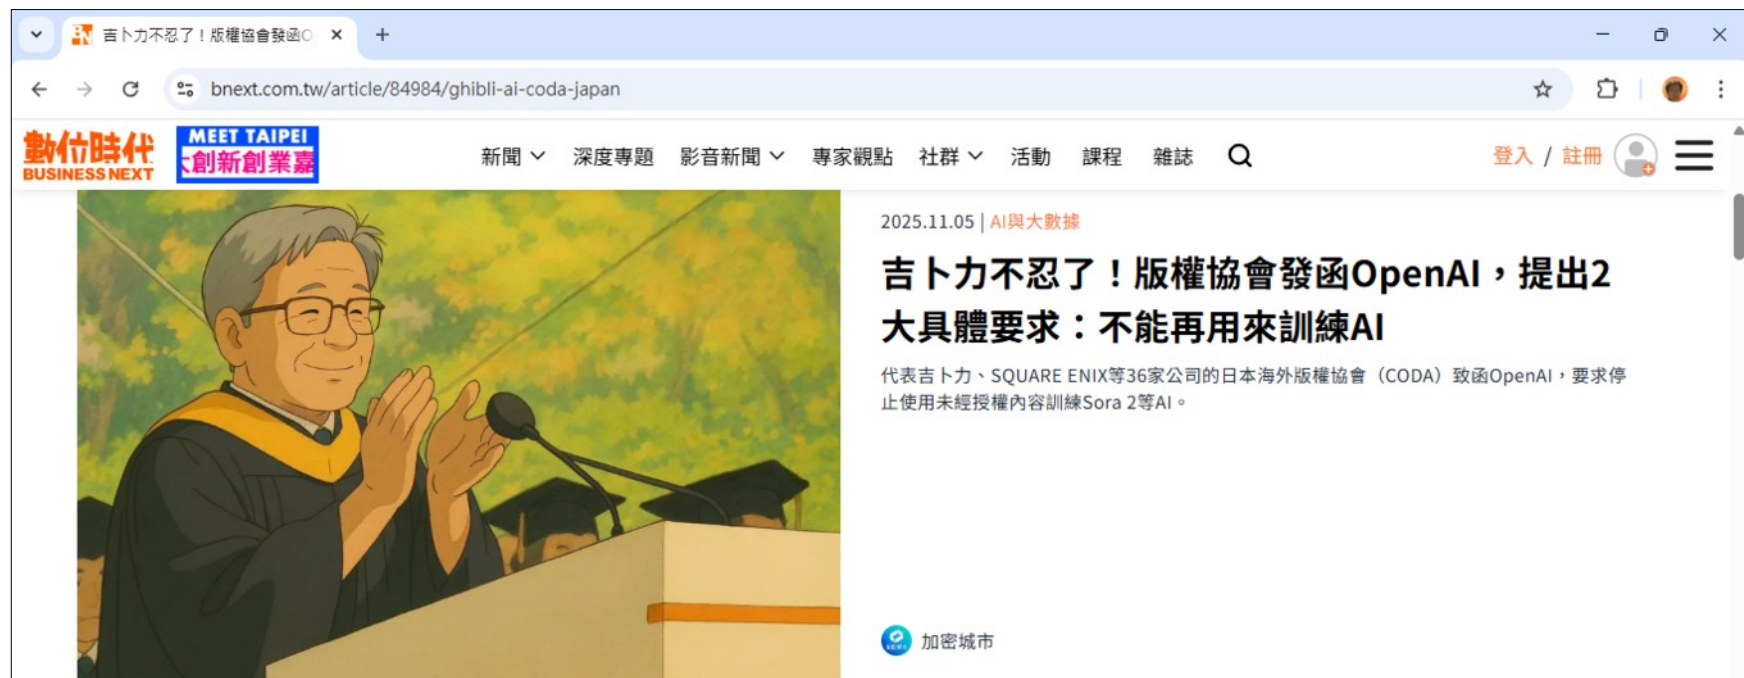 吉卜力不忍了！版權協會發函O
bnext.com.tw/article/84984/ghibli-ai-coda-japan
數位時代
BUSINESS NEXT
MEET TAIPEI
創新創業嘉
新聞 深度專題 影音新聞 專家觀點 社群 活動 課程 雜誌
登入 / 註冊
2025.11.05 | AI與大數據
吉卜力不忍了！版權協會發函OpenAI，提出2
大具體要求：不能再用來訓練AI
代表吉卜力、SQUARE ENIX等36家公司的日本海外版權協會（CODA）致函OpenAI，要求停
止使用未經授權內容訓練Sora 2等AI。
加密城市